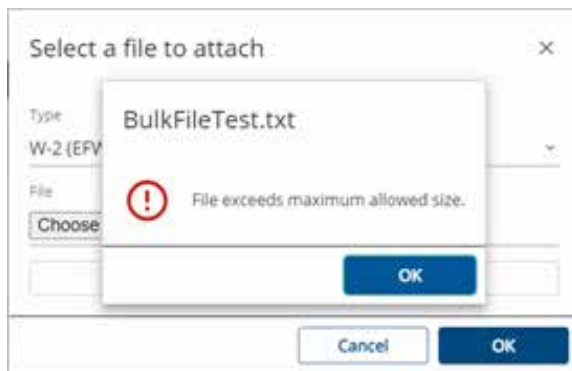 Select a file to attach
Type
BulkFileTest.txt
W-2 (EFW
File
File exceeds maximum allowed size.
Choose
OK
Cancel
OK